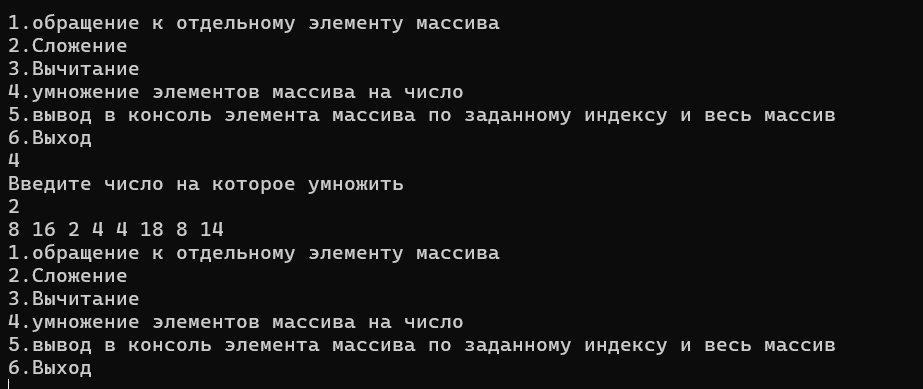 1.обращение к отдельному элементу массива
2.Сложение
3.Вычитание
4.умножение элементов массива на число
5.вывод в консоль элемента массива по заданному индексу и весь массив
6.Выход
4
Введите число на которое умножить
2
8 16 2 4 4 18 8 14
1.обращение к отдельному элементу массива
2.Сложение
3.Вычитание
4.умножение элементов массива на число
5.вывод в консоль элемента массива по заданному индексу и весь массив
6.Выход